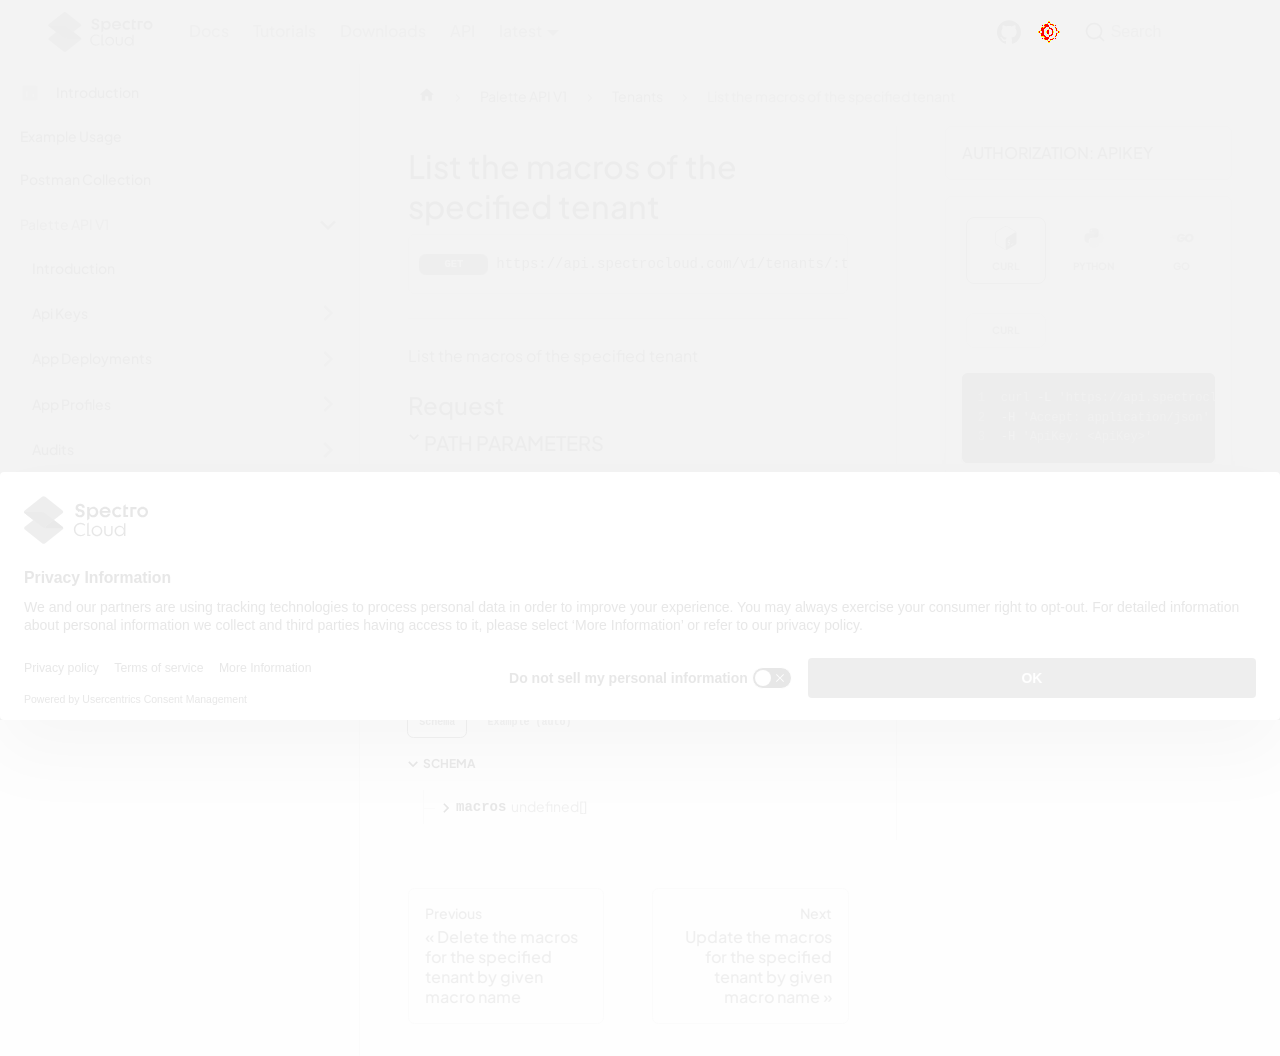 Spectro
Cloud
Docs
Tutorials
Downloads
API
latest
Search
Introduction
Example Usage
Postman Collection
Palette API V1
Introduction
Api Keys
App Deployments
App Profiles
Audits
Palette API V1
Tenants
List the macros of the specified tenant
List the macros of the
specified tenant
GET
https://api.spectrocloud.com/v1/tenants/:t
List the macros of the specified tenant
Request
PATH PARAMETERS
AUTHORIZATION: APIKEY
CURL
PYTHON
GO
GO
CURL
Spectro
Cloud
Privacy Information
We and our partners are using tracking technologies to process personal data in order to improve your experience. You may always exercise your consumer right to opt-out. For detailed information
about personal information we collect and third parties having access to it, please select ‘More Information’ or refer to our privacy policy.
Privacy policy
Terms of service
More Information
Powered by Usercentrics Consent Management
Do not sell my personal information
OK
Schema
Example (auto)
SCHEMA
macros undefined[]
Previous
« Delete the macros
for the specified
tenant by given
macro name
Next
Update the macros
for the specified
tenant by given
macro name »